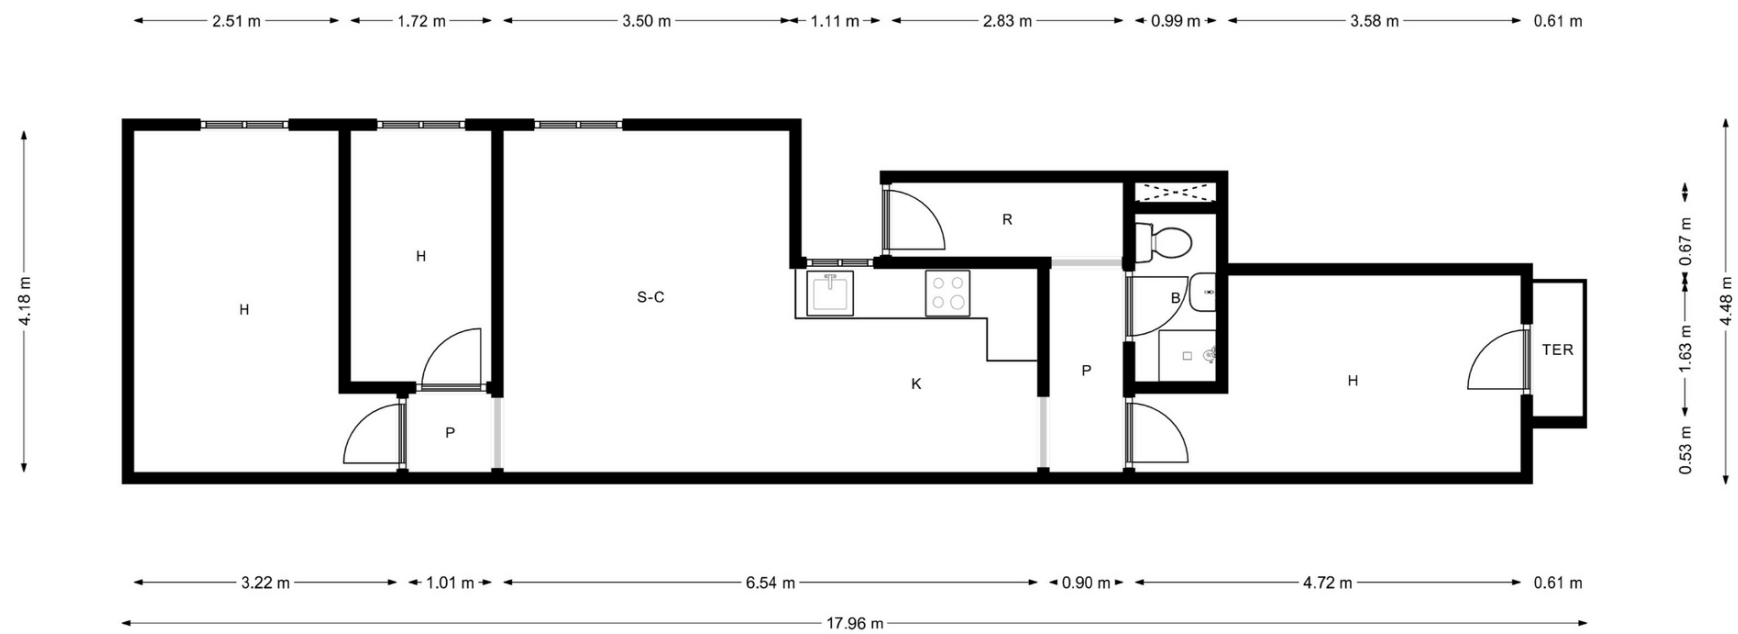 2.51 m 1.72 m 3.50 m 1.11 m 2.83 m 0.99 m 3.58 m 0.61 m
R
0.67 m
H
S-C
B
4.18 m
4.48 m
H
TER
1.63 m
P
H
K
P
0.53 m
3.22 m 1.01 m 6.54 m 0.90 m 4.72 m 0.61 m
17.96 m